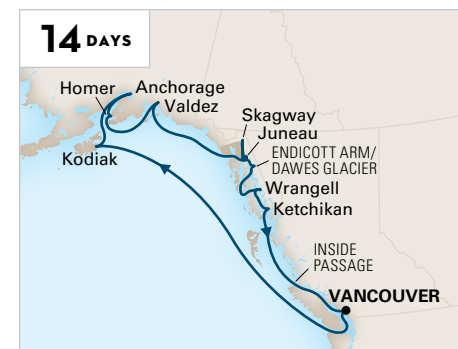 14 DAYS
Homer
Anchorage
Valdez
Kodiak
Skagway
Juneau
ENDICOTT ARM/
DAWES GLACIER
Wrangell
Ketchikan
INSIDE
PASSAGE
VANCOUVER